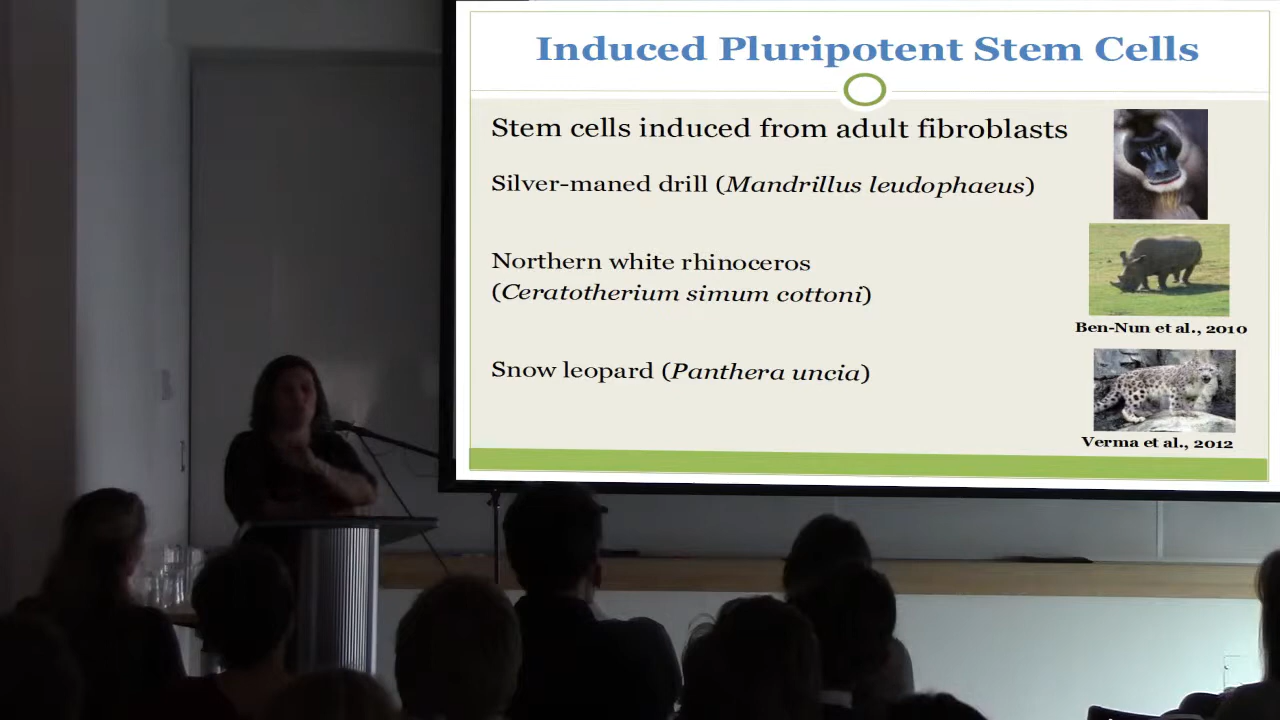 Induced Pluripotent Stem Cells
Stem cells induced from adult fibroblasts
Silver-maned drill (Mandrillus leudophaeus)
Northern white rhinoceros
(Ceratotherium simum cottoni)
Ben-Nun et al., 2010
Snow leopard (Panthera uncia)
Verma et al., 2012